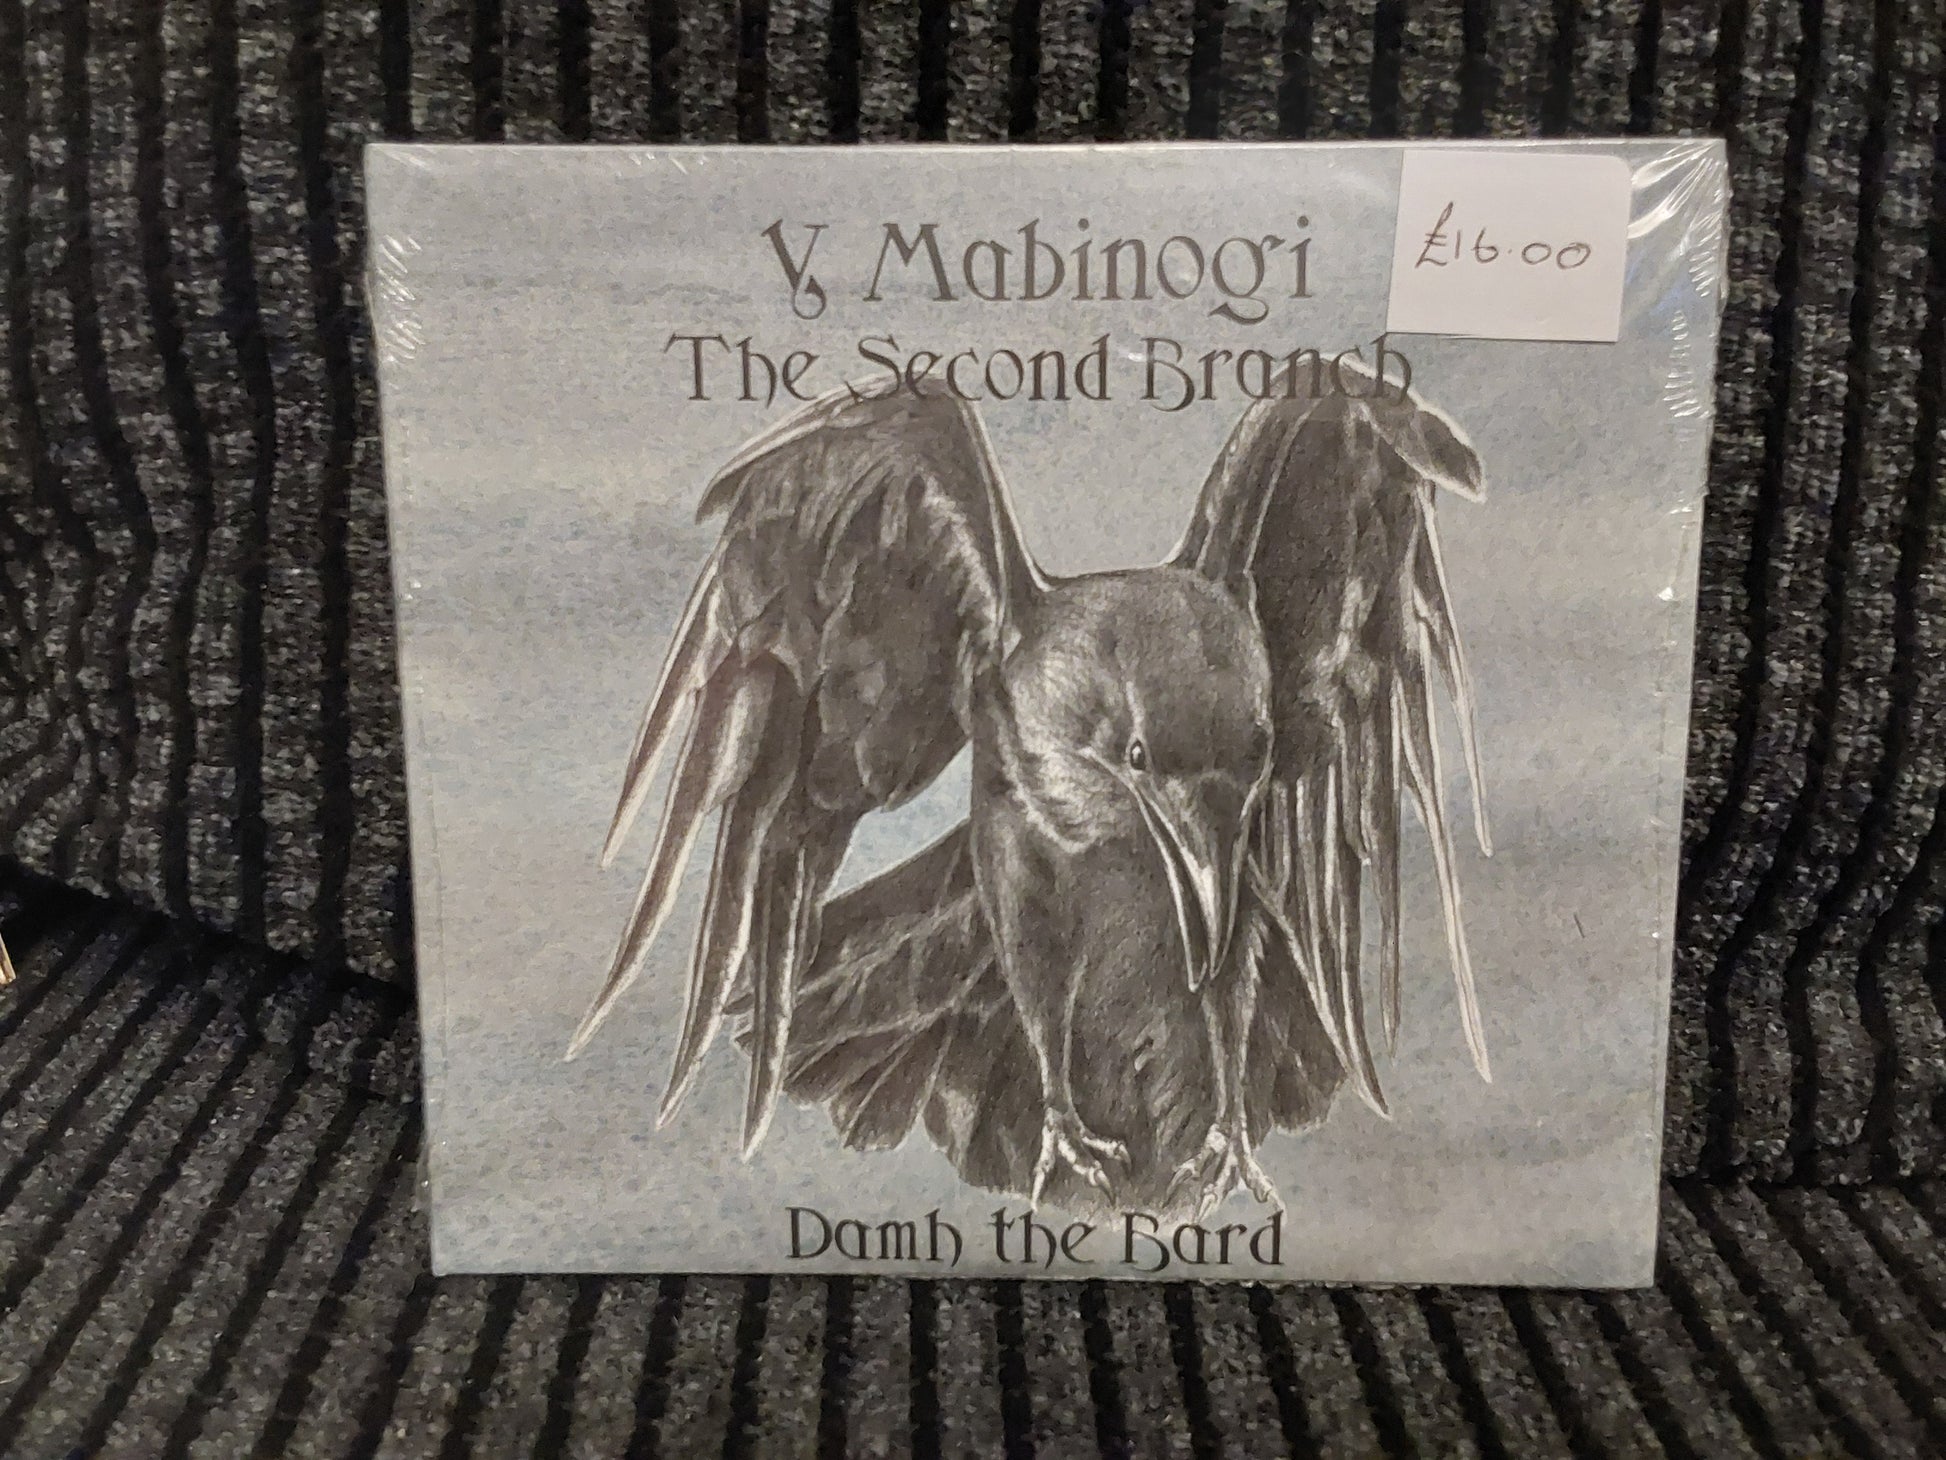 Y Mabinogi
£16.00
The Second Branch
Damh the Bard